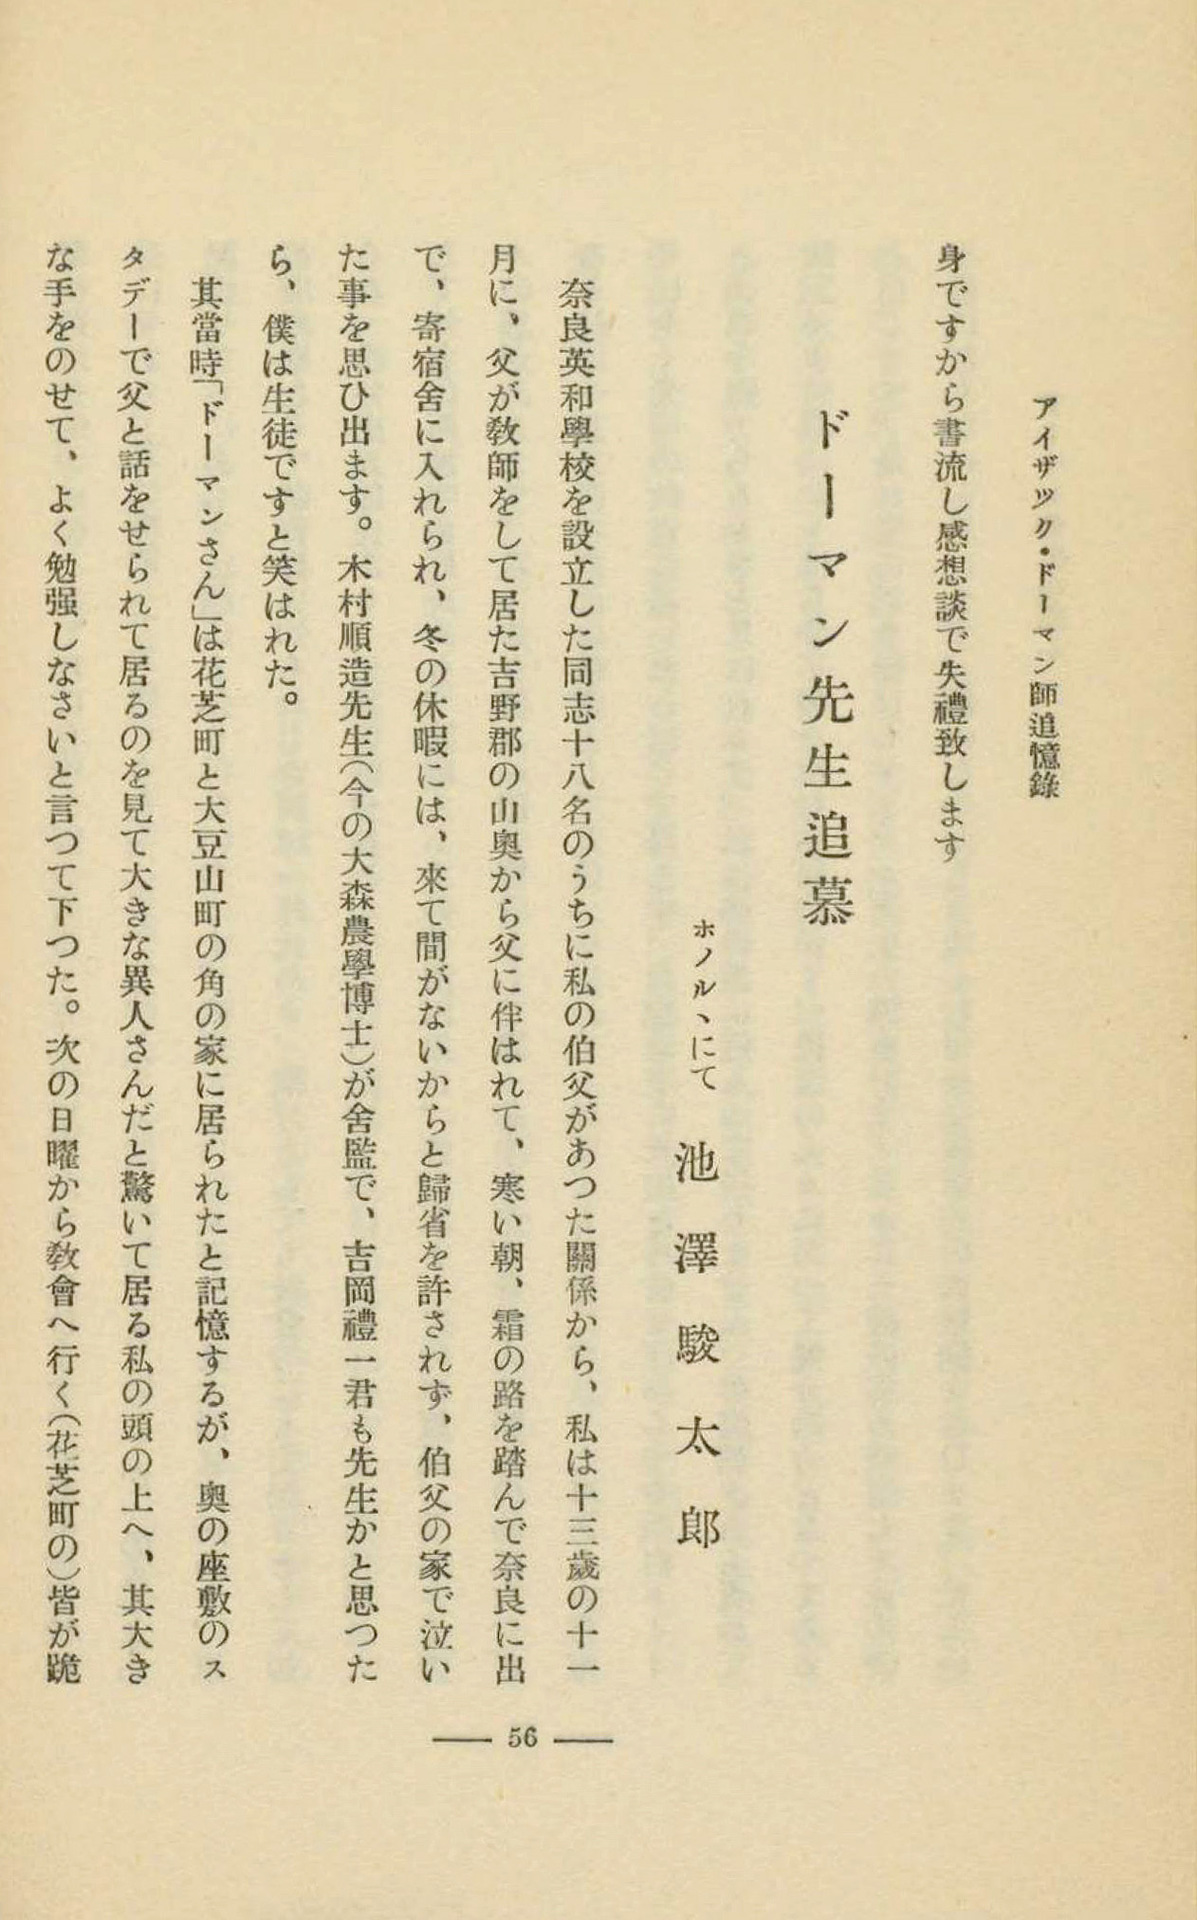 アイザック・ドーマン師追憶錄
身ですから書流し感想談で失禮致します
ドーマン先生追慕
ホノルヽにて　池澤駿太郎
奈良英和學校を設立した同志十八名のうちに私の伯父があつた關係から、私は十三歲の十一
月に、父が教師をして居た吉野郡の山奥から父に伴はれて、寒い朝、霜の路を踏んで奈良に出
で、寄宿舍に入れられ、冬の休暇には、來て間がないからと歸省を許されず、伯父の家で泣い
た事を思ひ出ます。木村順造先生（今の大森農學博士）が舍監で、吉岡禮一君も先生かと思つた
ら、僕は生徒ですと笑はれた。
其當時「ドーマンさん」は花芝町と大豆山町の角の家に居られたと記憶するが、奥の座敷のス
タデーで父と話をせられて居るのを見て大きな異人さんだと驚いて居る私の頭の上へ、其大き
な手をのせて、よく勉强しなさいと言つて下つた。次の日曜から教會へ行く（花芝町の）皆が跪
56